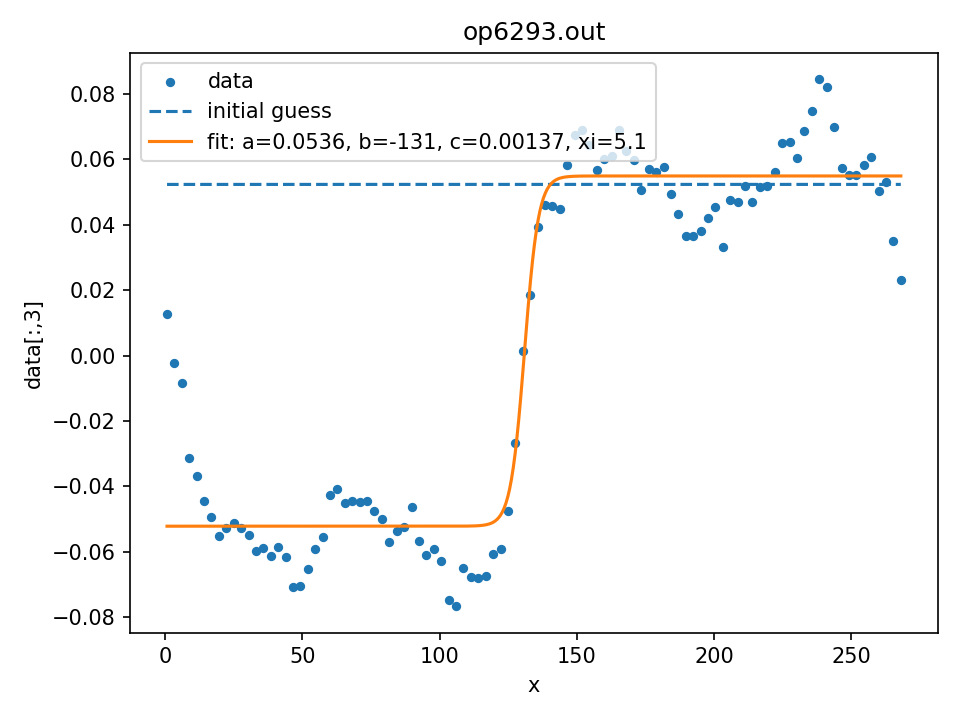 op6293.out
data
initial guess
fit: a=0.0536, b=-131, c=0.00137, xi=5.1
0.08
0.06
0.04
0.02
0.00
−0.02
−0.04
−0.06
−0.08
data[:,3]
0 50 100 150 200 250
x